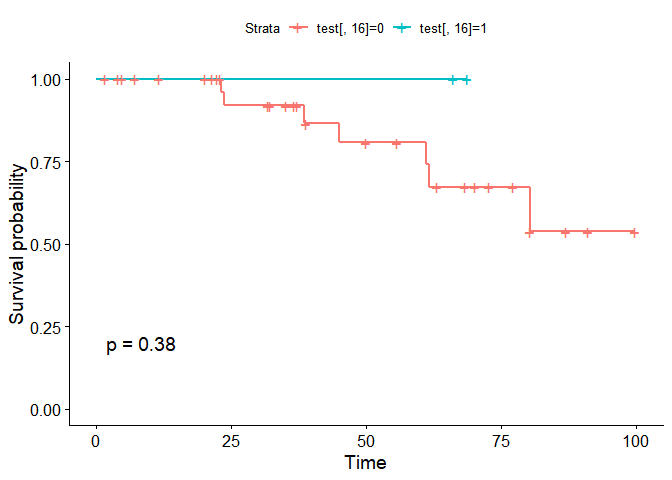 Strata test[, 16]=0 test[, 16]=1
1.00
0.75
0.50
0.25
0.00
Survival probability
p = 0.38
0 25 50 75 100
Time